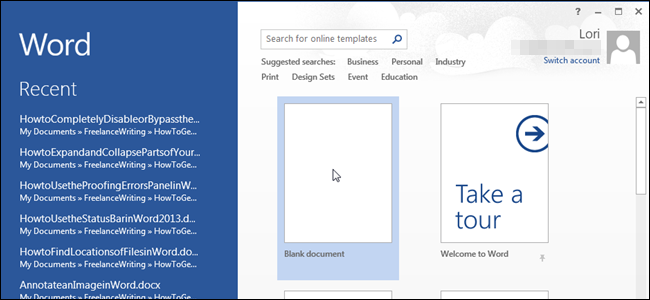 Word
Recent
HowtoCompletelyDisableorBypassthe...
My Documents » FreelanceWriting » HowToGe...
HowtoExpandandCollapsePartsofYour...
My Documents » FreelanceWriting » HowToGe...
HowtoUsetheProofingErrorsPanelinW...
My Documents » FreelanceWriting » HowToGe...
HowtoUsetheStatusBarinWord2013.d...
My Documents » FreelanceWriting » HowToGe...
HowtoFindLocationsofFilesinWord.do...
My Documents » FreelanceWriting » HowToGe...
AnnotateanImageinWord.docx
My Documents » FreelanceWriting » HowToGe...
?
Lori
Switch account
Search for online templates
Suggested searches: Business Personal Industry
Print Design Sets Event Education
Blank document
Take a
tour
Welcome to Word